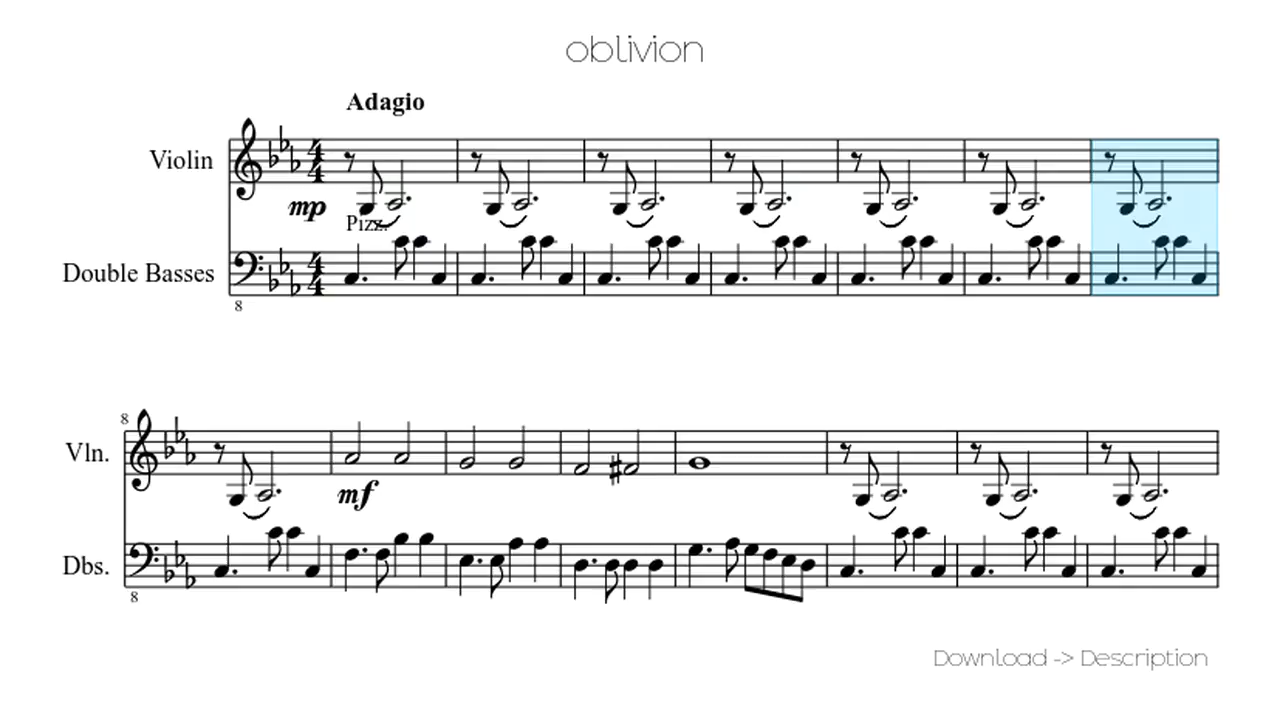 oblivion
Adagio
Violin
mp
Pizz.
Double Basses
8
8
Vln.
mf
Dbs.
8
Download -> Description